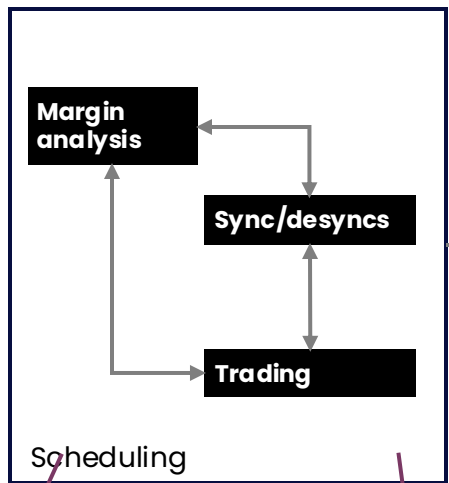 Margin
analysis
Sync/desyncs
Trading
Scheduling